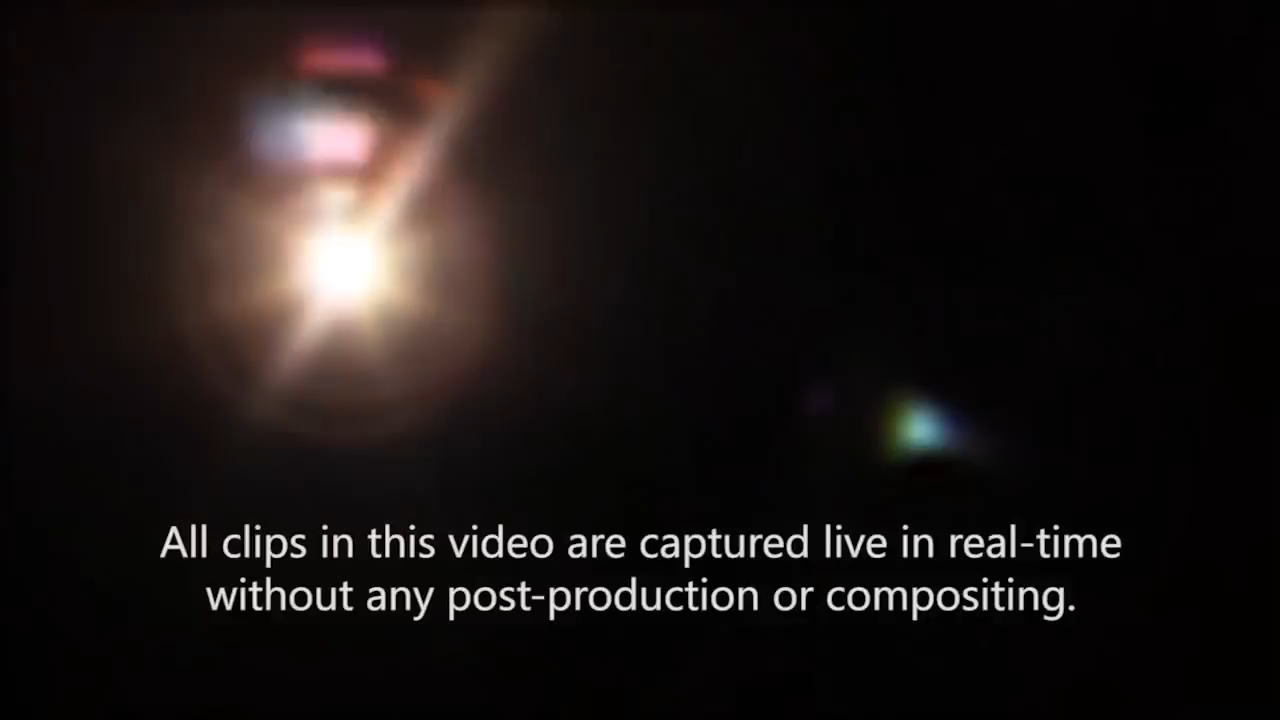 All clips in this video are captured live in real-time
without any post-production or compositing.